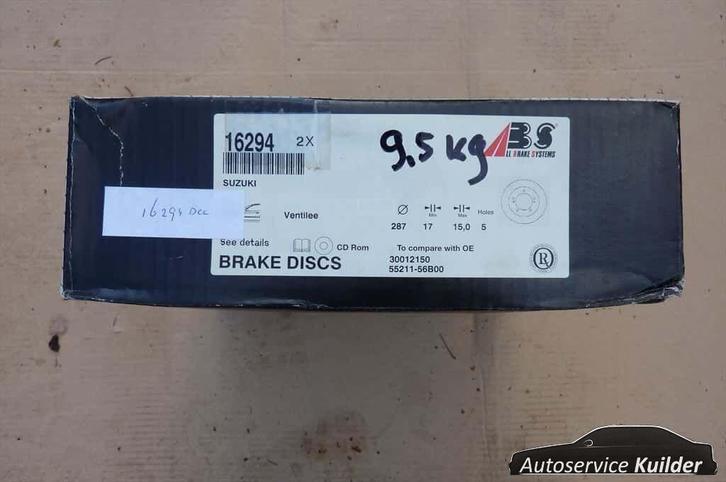 16294 2X
9,5 kg
ABS
ALL BRAKE SYSTEMS
SUZUKI
16294 Dec
Ventilee
Min Max Holes
287 17 15,0 5
See details
CD Rom
To compare with OE
BRAKE DISCS
30012150
55211-56B00
R
Autoservice Kuilder